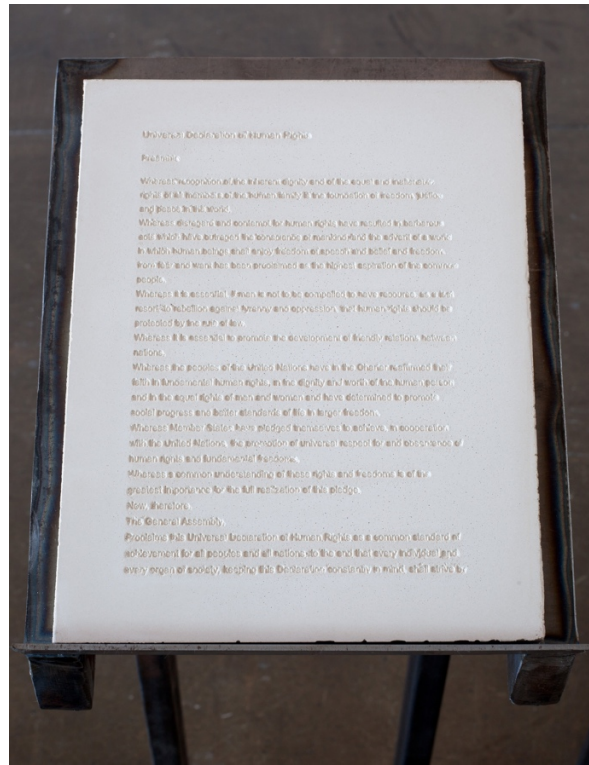 Universal Declaration of Human Rights
Preamble
Whereas recognition of the inherent dignity and of the equal and inalienable
rights of all members of the human family is the foundation of freedom, justice
and peace in the world.
Whereas disregard and contempt for human rights have resulted in barbarous
acts which have outraged the conscience of mankind and the advent of a world
in which human beings shall enjoy freedom of speech and belief and freedom
from fear and want has been proclaimed as the highest aspiration of the common
people.
Whereas it is essential if man is not to be compelled to have recourse as a last
resort to rebellion against tyranny and oppression, that human rights should be
protected by the rule of law.
Whereas it is essential to promote the development of friendly relations between
nations.
Whereas the peoples of the United Nations have in the Charter reaffirmed their
faith in fundamental human rights, in the dignity and worth of the human person
and in the equal rights of men and women and have determined to promote
social progress and better standards of life in larger freedom.
Whereas Member States have pledged themselves to achieve, in cooperation
with the United Nations, the promotion of universal respect for and observance of
human rights and fundamental freedoms.
Whereas a common understanding of these rights and freedoms is of the
greatest importance for the full realization of this pledge.
Now, therefore,
The General Assembly,
Proclaims this Universal Declaration of Human Rights as a common standard of
achievement for all peoples and all nations to the end that every individual and
every organ of society, keeping this Declaration constantly in mind, shall strive by